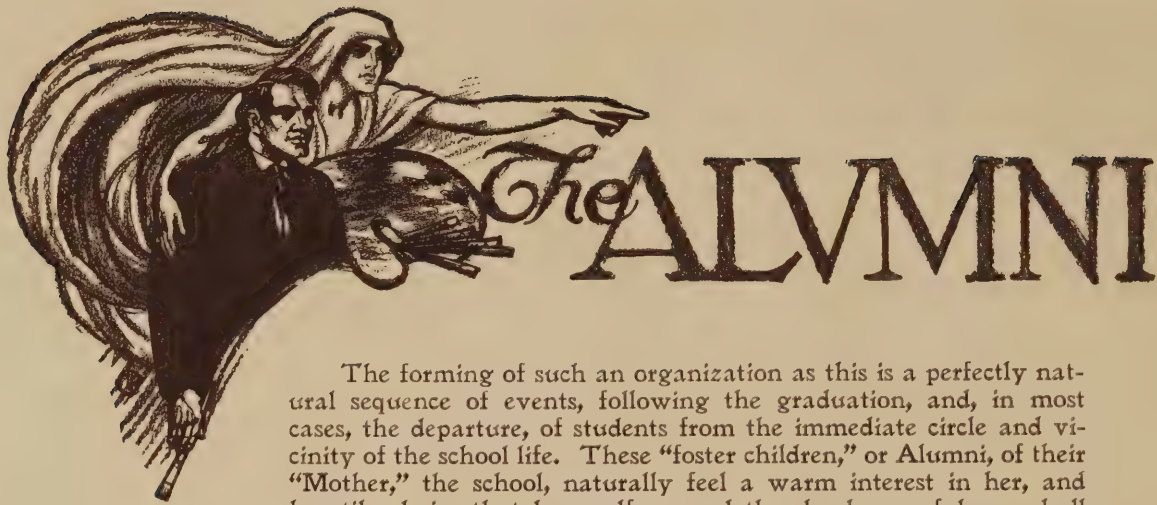 The ALVMNI
The forming of such an organization as this is a perfectly nat-
ural sequence of events, following the graduation, and, in most
cases, the departure, of students from the immediate circle and vi-
cinity of the school life. These “foster children,” or Alumni, of their
“Mother,” the school, naturally feel a warm interest in her, and